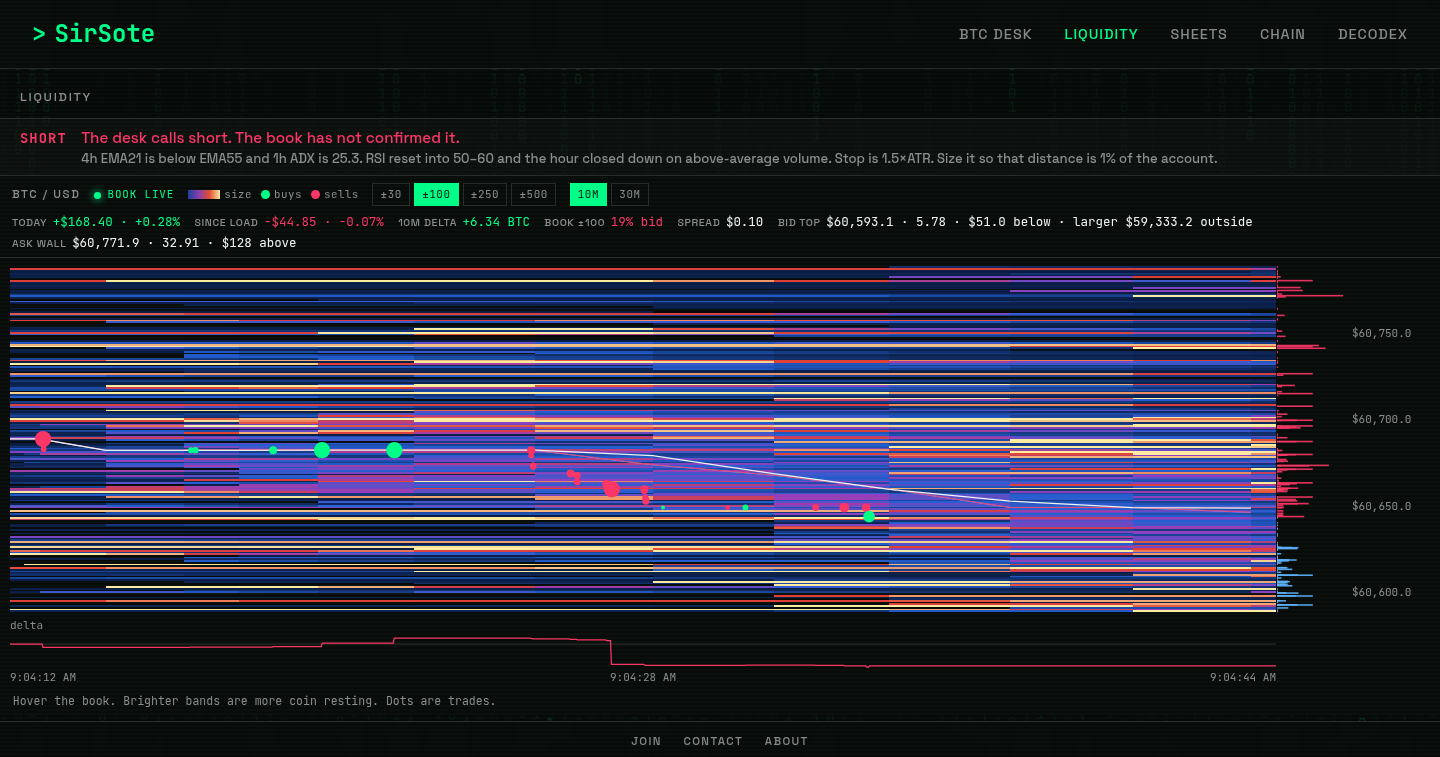 > SirSote
BTC DESK LIQUIDITY SHEETS CHAIN DECODEX
LIQUIDITY
SHORT The desk calls short. The book has not confirmed it.
4h EMA21 is below EMA55 and 1h ADX is 25.3. RSI reset into 50–60 and the hour closed down on above-average volume. Stop is 1.5×ATR. Size it so that distance is 1% of the account.
BTC / USD BOOK LIVE size buys sells ±30 ±100 ±250 ±500 10M 30M
TODAY +$168.40 · +0.28% SINCE LOAD -$44.85 · -0.07% 10M DELTA +6.34 BTC BOOK ±100 19% bid SPREAD $0.10 BID TOP $60,593.1 · 5.78 · $51.0 below · larger $59,333.2 outside
ASK WALL $60,771.9 · 32.91 · $128 above
$60,750.0
$60,700.0
$60,650.0
$60,600.0
delta
9:04:12 AM 9:04:28 AM 9:04:44 AM
Hover the book. Brighter bands are more coin resting. Dots are trades.
JOIN CONTACT ABOUT